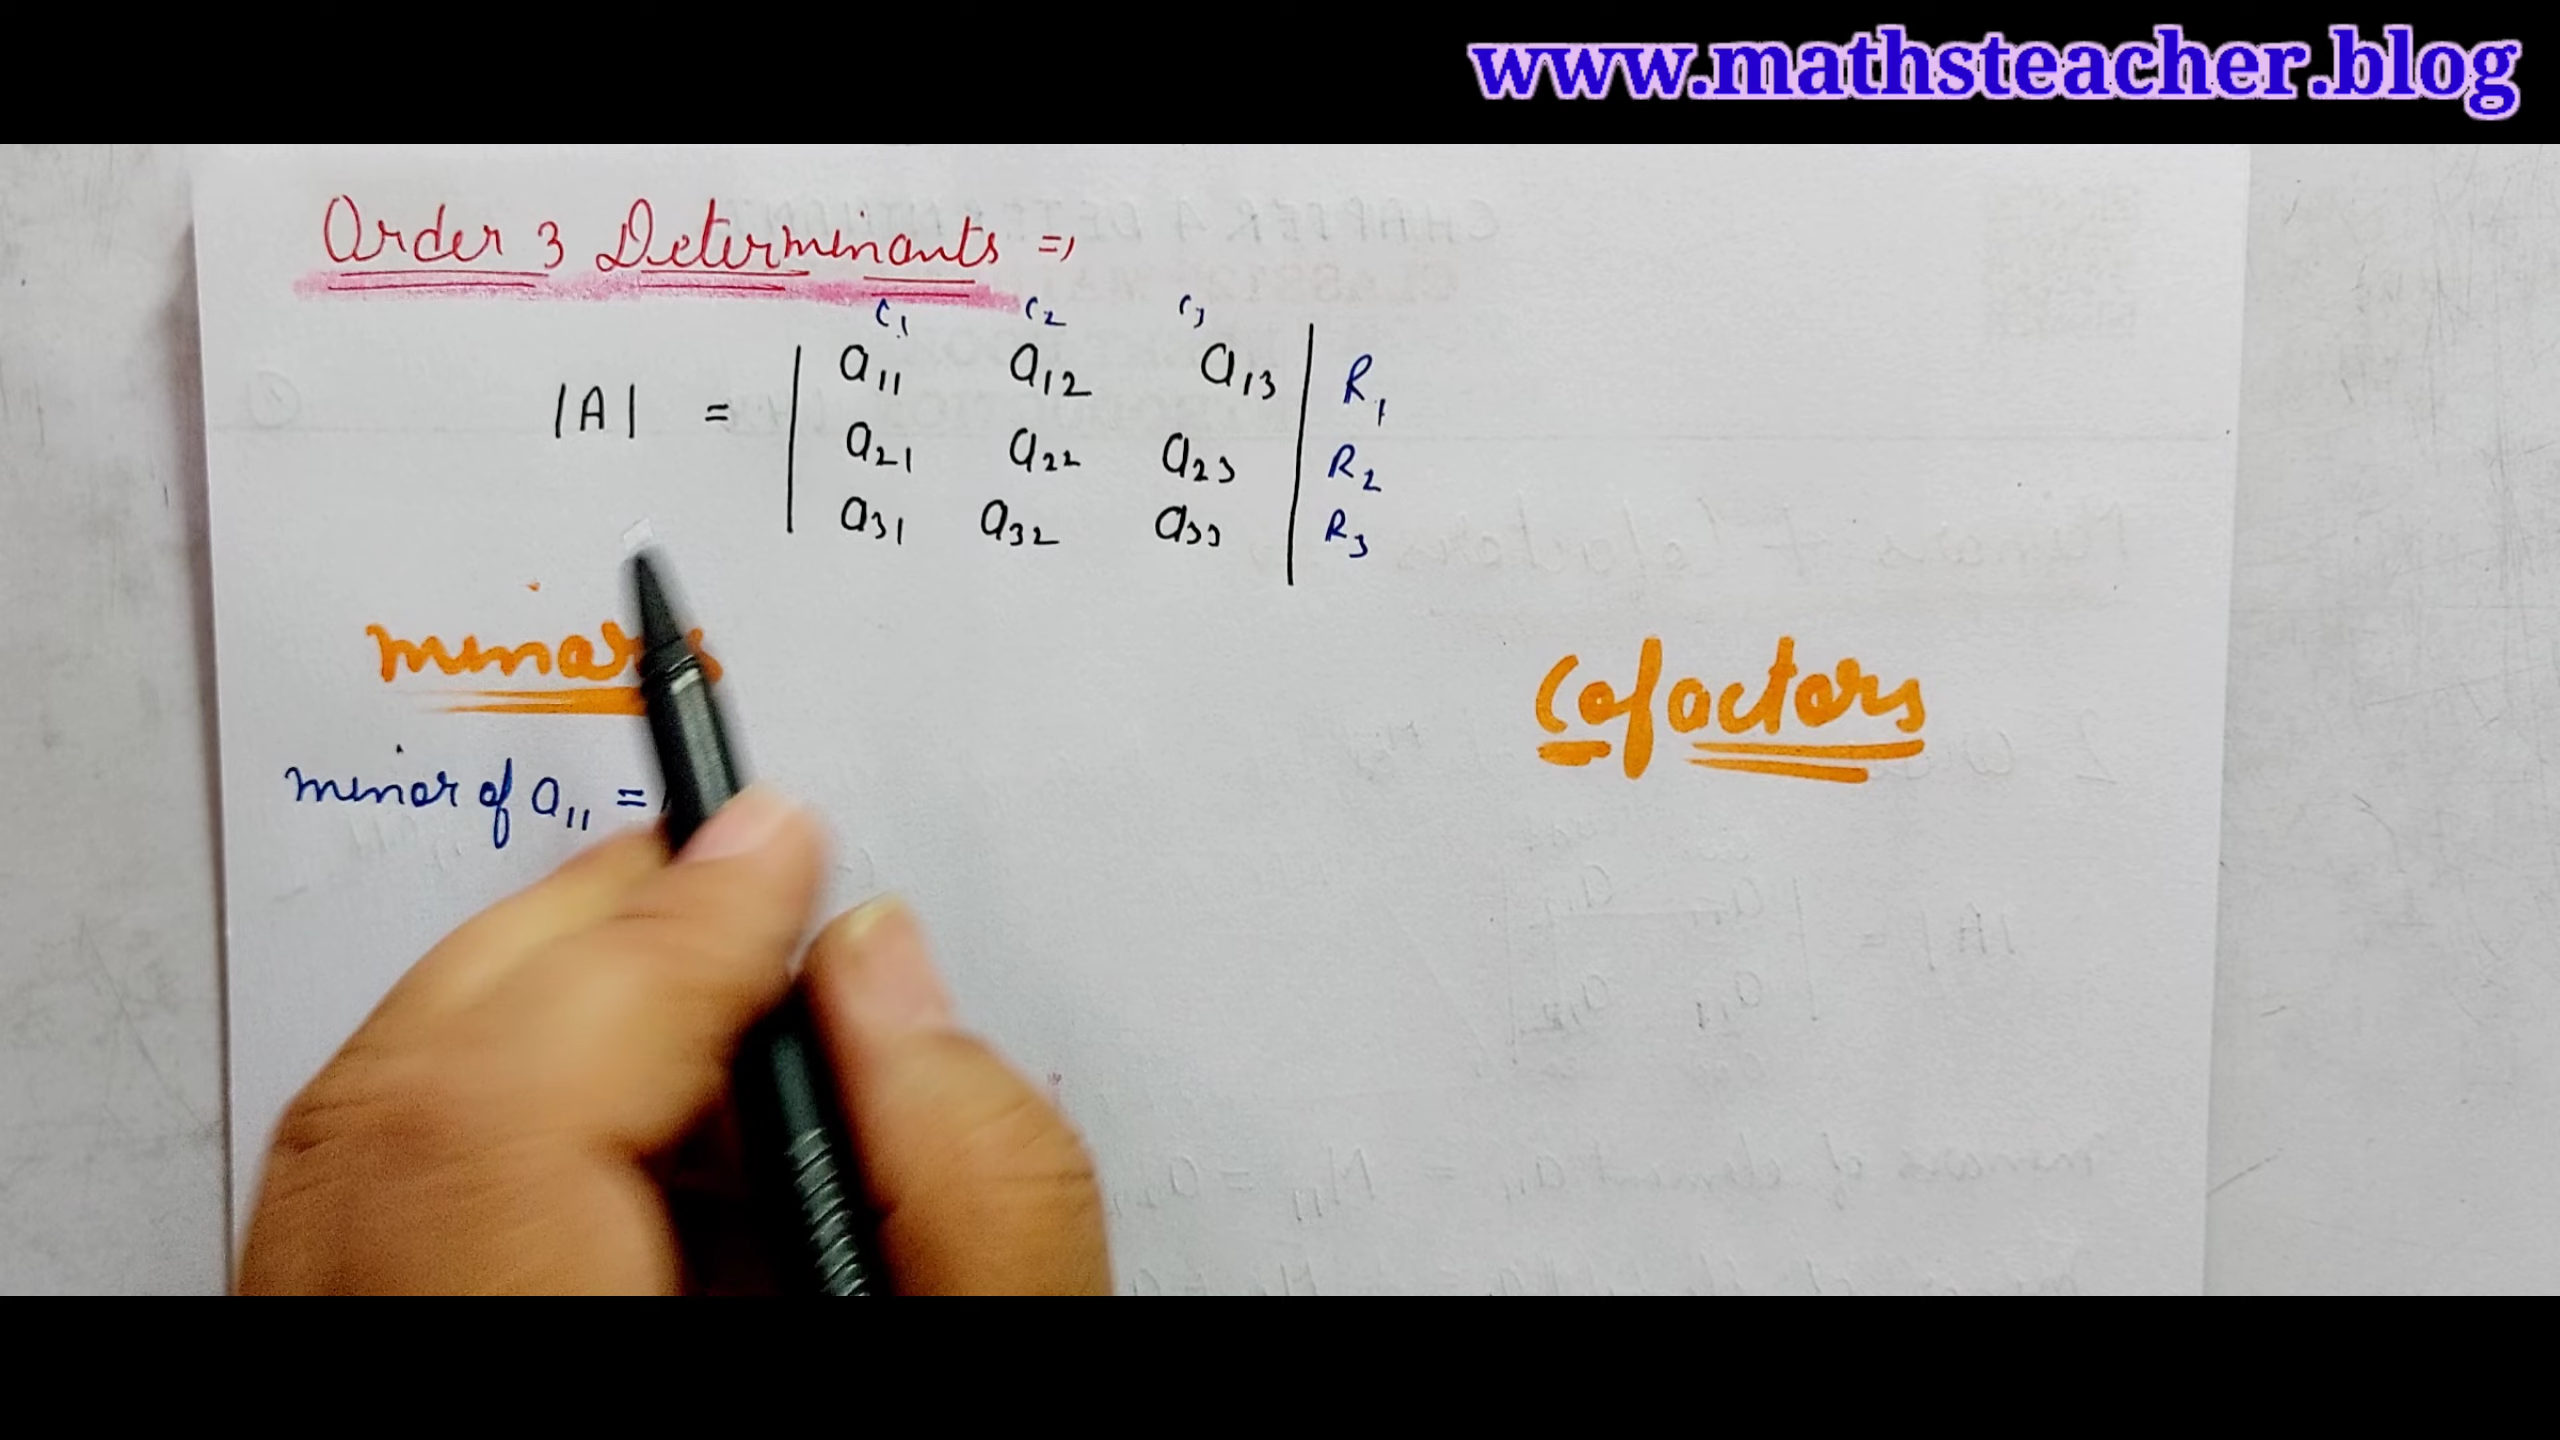 www.mathsteacher.blog
Order 3 Determinants =>
C1 C2 C3
|A| = | a11 a12 a13 | R1
a21 a22 a23 R2
a31 a32 a33 R3
minors
Cofactors
minor of a11 =